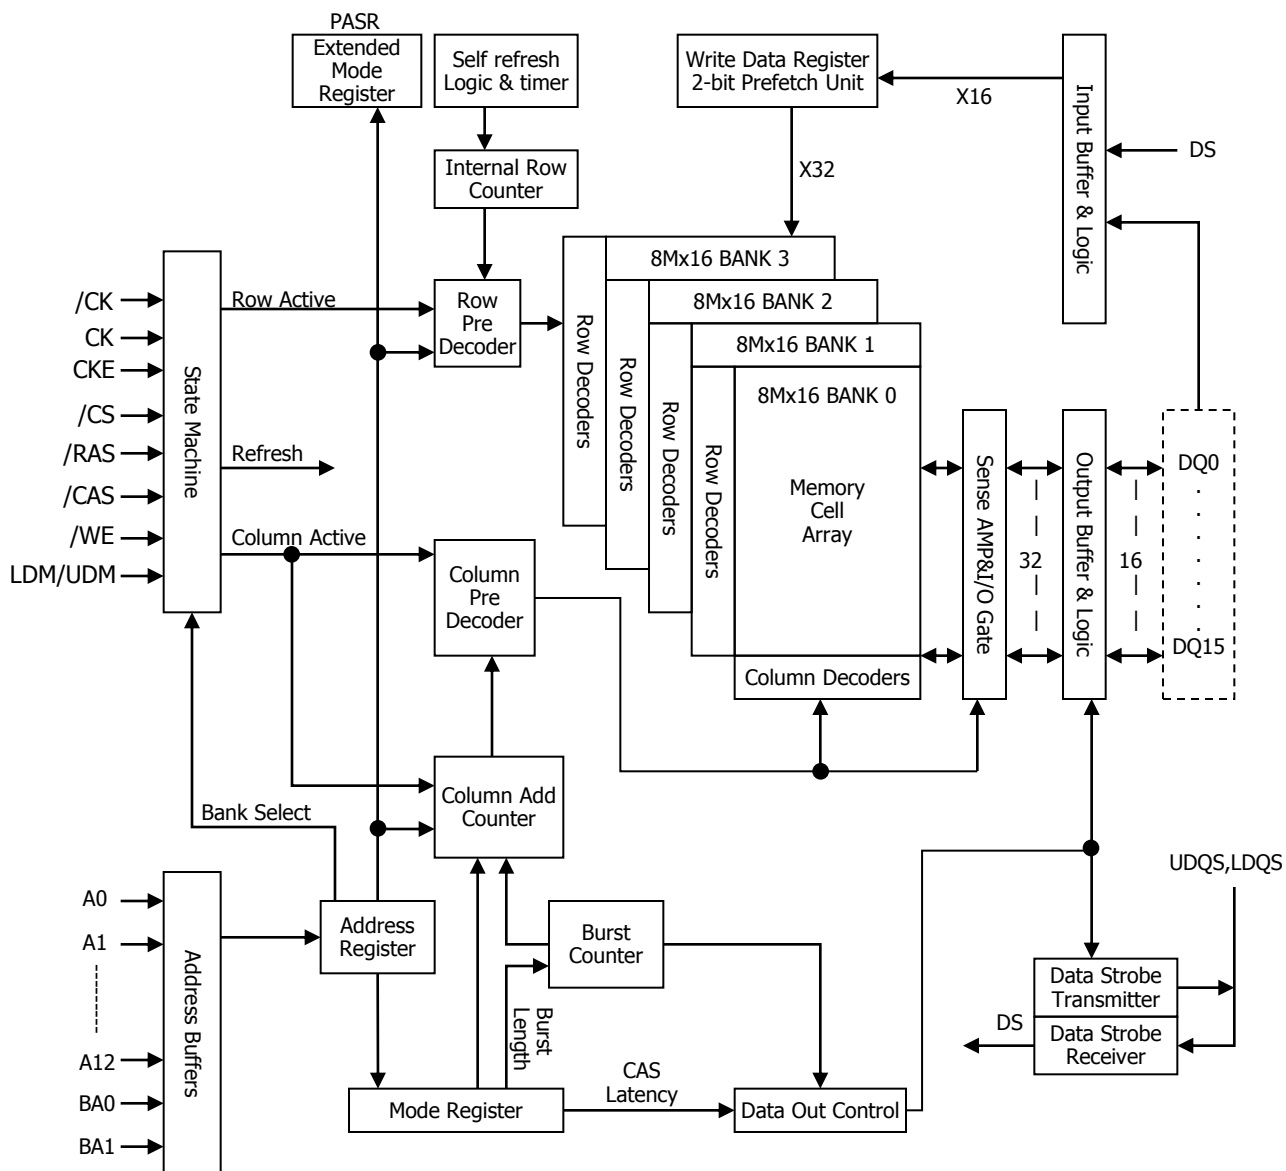 PASR
Extended
Mode
Register
Self refresh
Logic & timer
Write Data Register
2-bit Prefetch Unit
X16
Input Buffer & Logic
DS
Internal Row
Counter
X32
/CK
CK
CKE
/CS
/RAS
/CAS
/WE
LDM/UDM
State Machine
Row Active
Refresh
Column Active
Row
Pre
Decoder
Row Decoders
Row Decoders
Row Decoders
Row Decoders
8Mx16 BANK 3
8Mx16 BANK 2
8Mx16 BANK 1
8Mx16 BANK 0
Memory
Cell
Array
Sense AMP&I/O Gate
32
Output Buffer & Logic
16
DQ0
DQ15
Column
Pre
Decoder
Column Decoders
Bank Select
Column Add
Counter
A0
A1
A12
BA0
BA1
Address Buffers
Address
Register
Burst
Counter
Burst
Length
UDQS,LDQS
Data Strobe
Transmitter
Data Strobe
Receiver
DS
Mode Register
CAS
Latency
Data Out Control